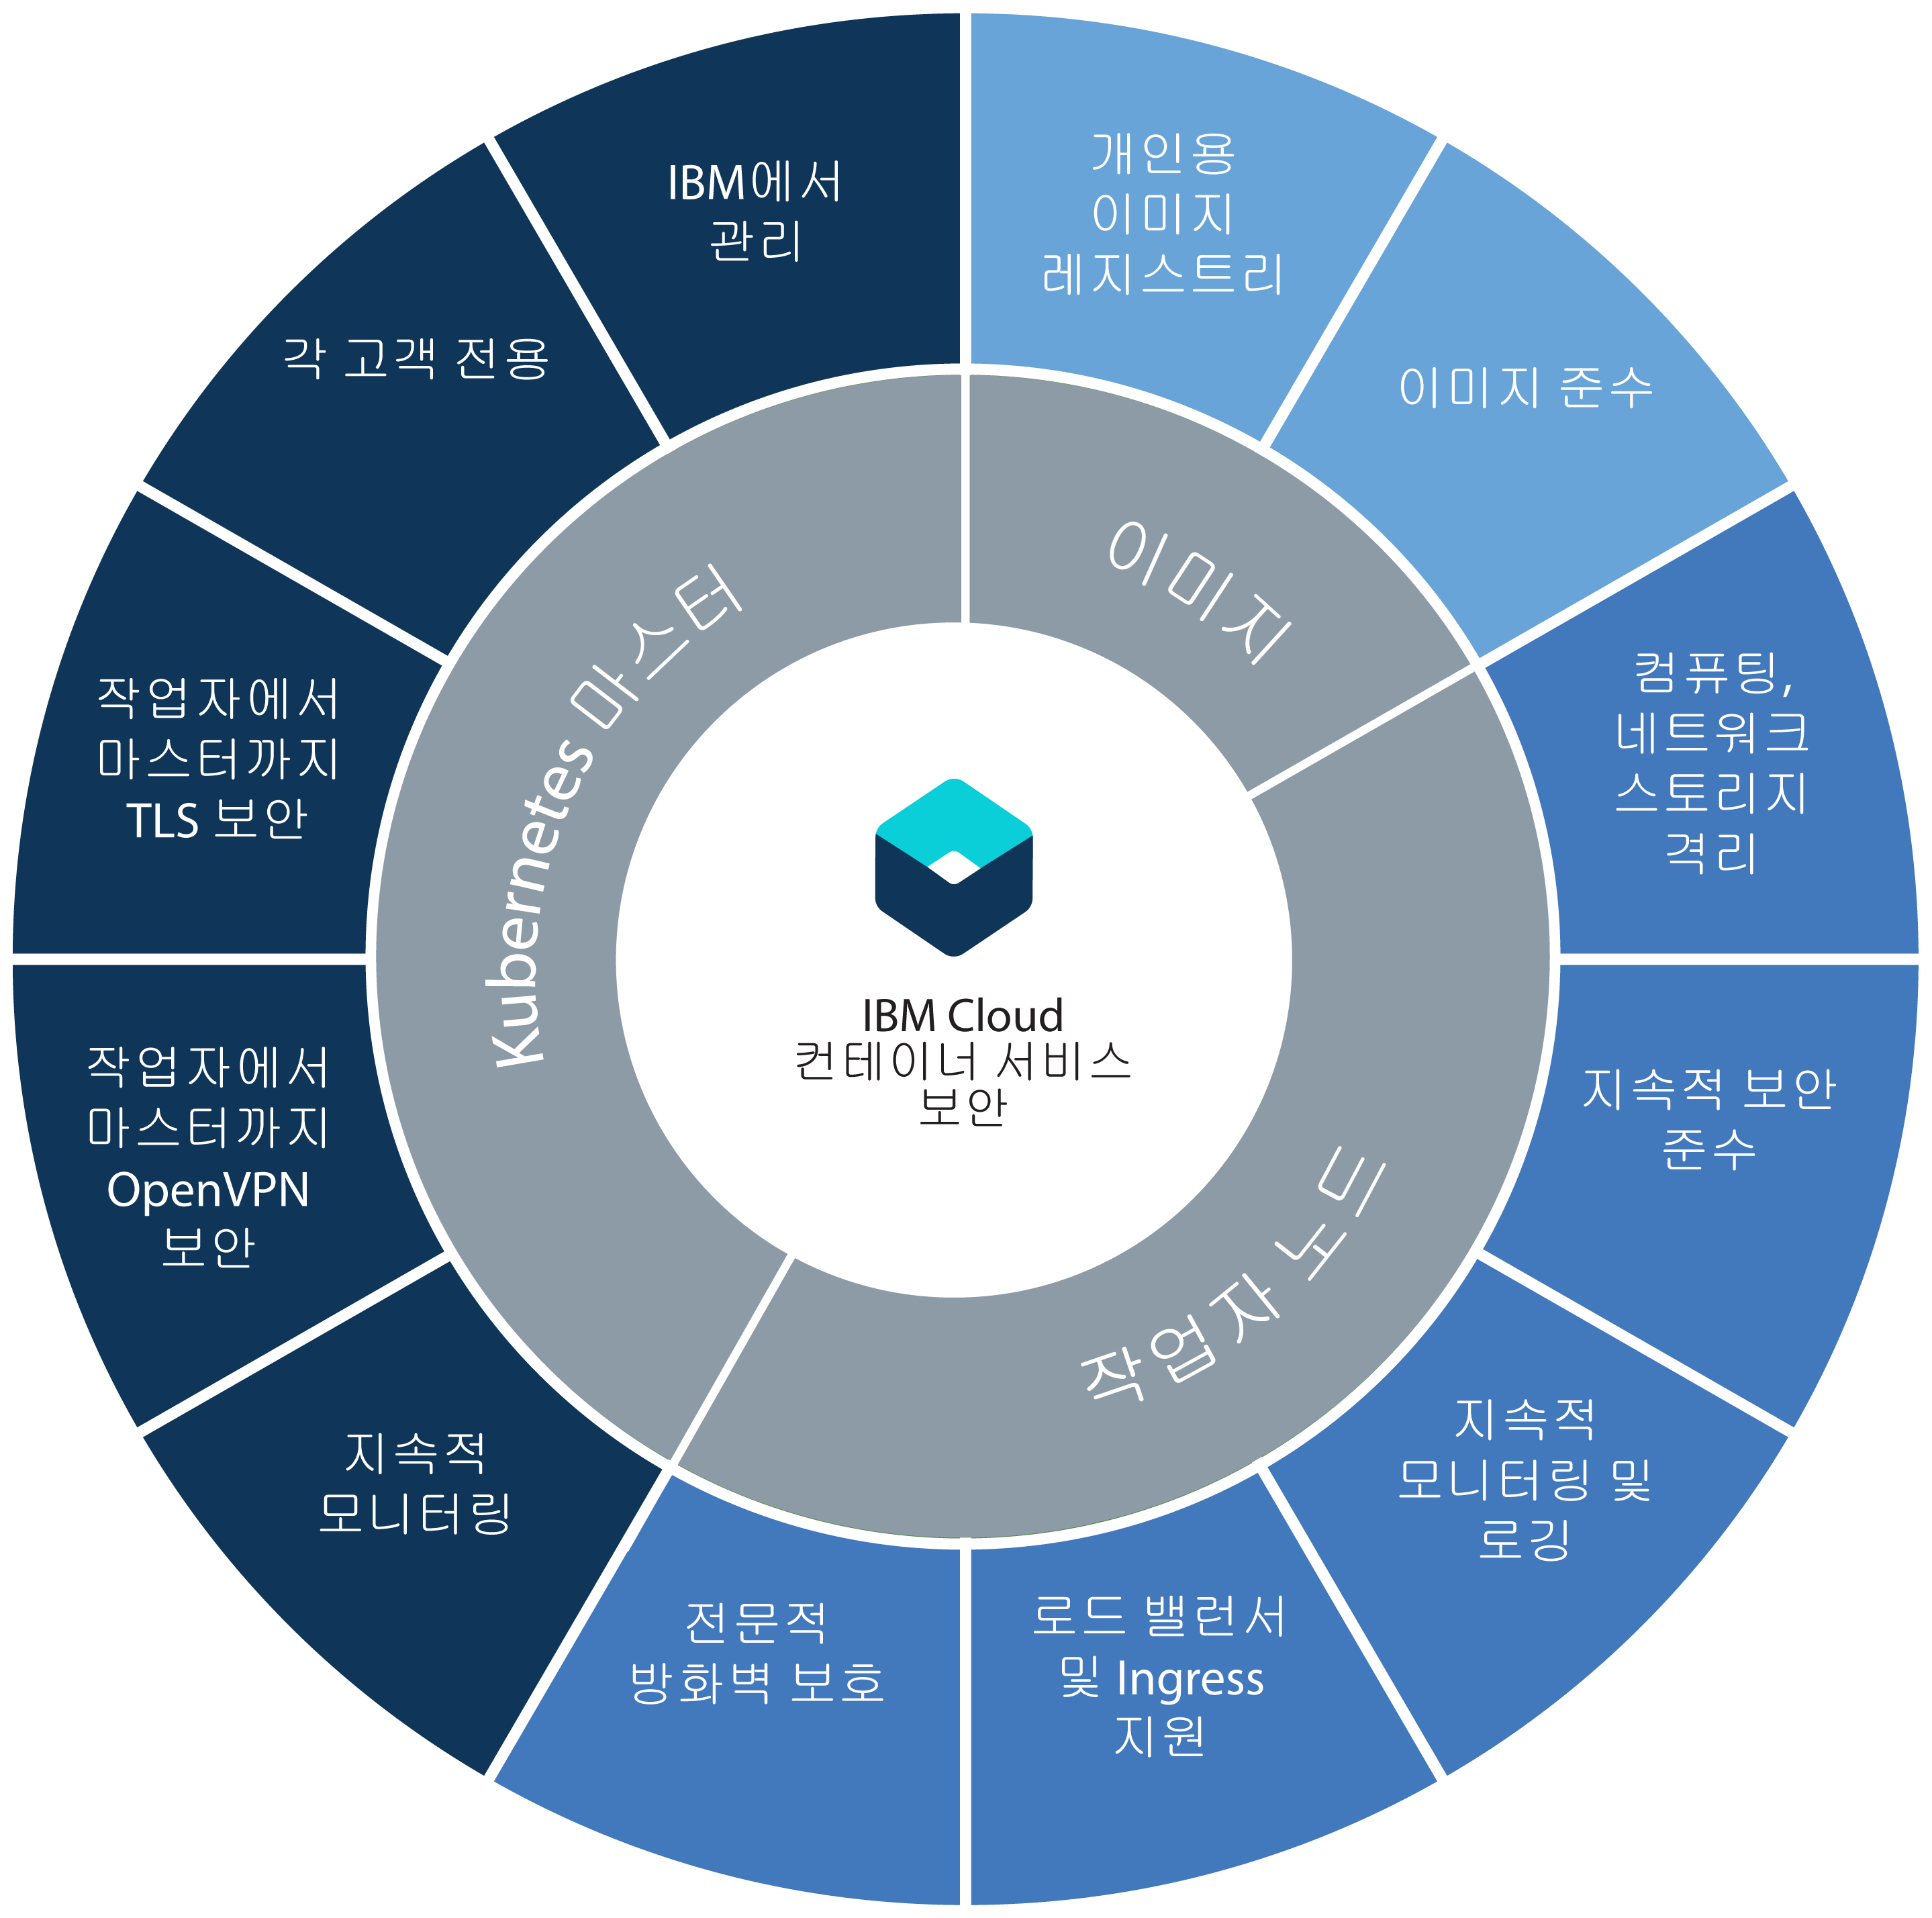 IBM에서
관리
개인용
이미지
레지스트리
각 고객 전용
이미지 준수
이미지
Kubernetes 마스터
작업자에서
마스터까지
TLS 보안
컴퓨팅,
네트워크
스토리지
격리
IBM Cloud
컨테이너 서비스
보안
작업자에서
마스터까지
OpenVPN
보안
지속적 보안
준수
작업자 노드
지속적
모니터링
지속적
모니터링 및
로깅
전문적
방화벽 보호
로드 밸런서
및 Ingress
지원